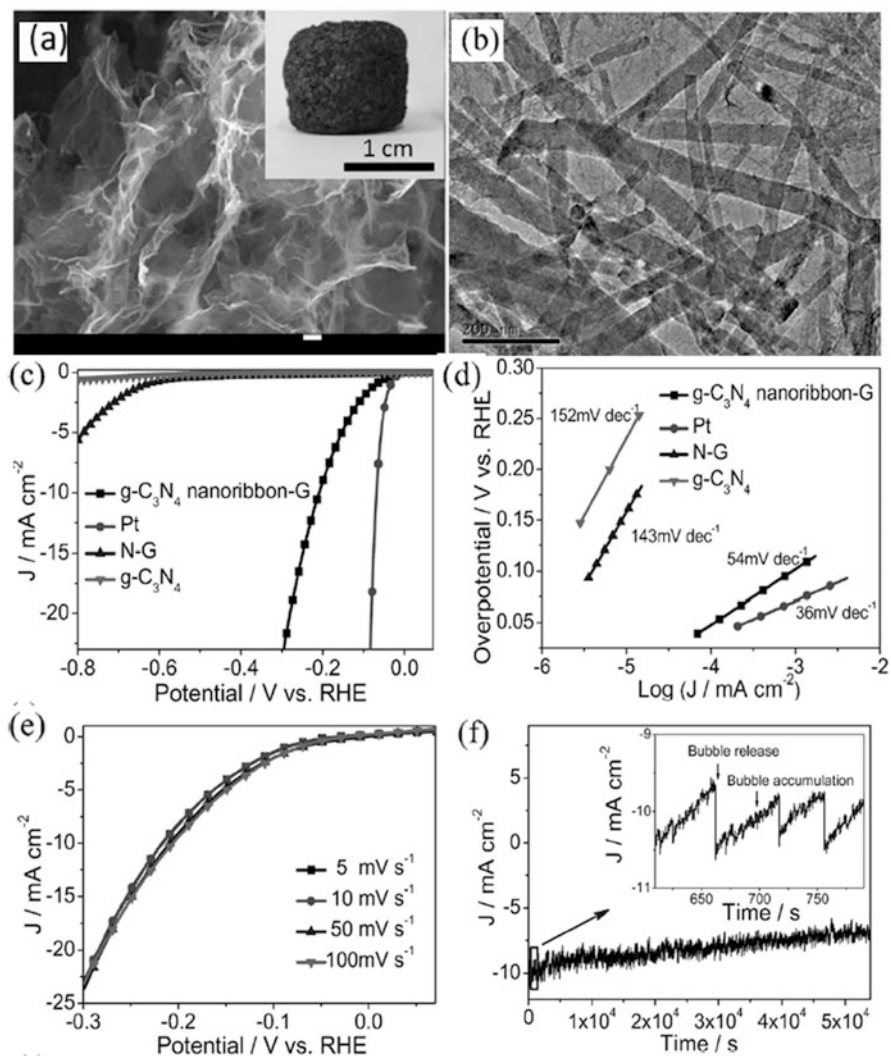 (a)
1 cm
(b)
200 nm
(c)
0
-5
-10
-15
-20
J / mA cm⁻²
g-C₃N₄ nanoribbon-G
Pt
N-G
g-C₃N₄
-0.8
-0.6
-0.4
-0.2
0.0
Potential / V vs. RHE
(d)
0.30
0.25
0.20
0.15
0.10
0.05
Overpotential / V vs. RHE
152mV dec⁻¹
g-C₃N₄ nanoribbon-G
Pt
N-G
g-C₃N₄
143mV dec⁻¹
54mV dec⁻¹
36mV dec⁻¹
-6
-5
-4
-3
-2
Log (J / mA cm⁻²)
(e)
0
-5
-10
-15
-20
-25
J / mA cm⁻²
5 mV s⁻¹
10 mV s⁻¹
50 mV s⁻¹
100mV s⁻¹
-0.3
-0.2
-0.1
0.0
Potential / V vs. RHE
(f)
5
0
-5
-10
J / mA cm⁻²
-9
-10
-11
J / mA cm⁻²
Bubble release
Bubble accumulation
650
700
750
Time / s
0
1x10⁴
2x10⁴
3x10⁴
4x10⁴
5x10⁴
Time / s